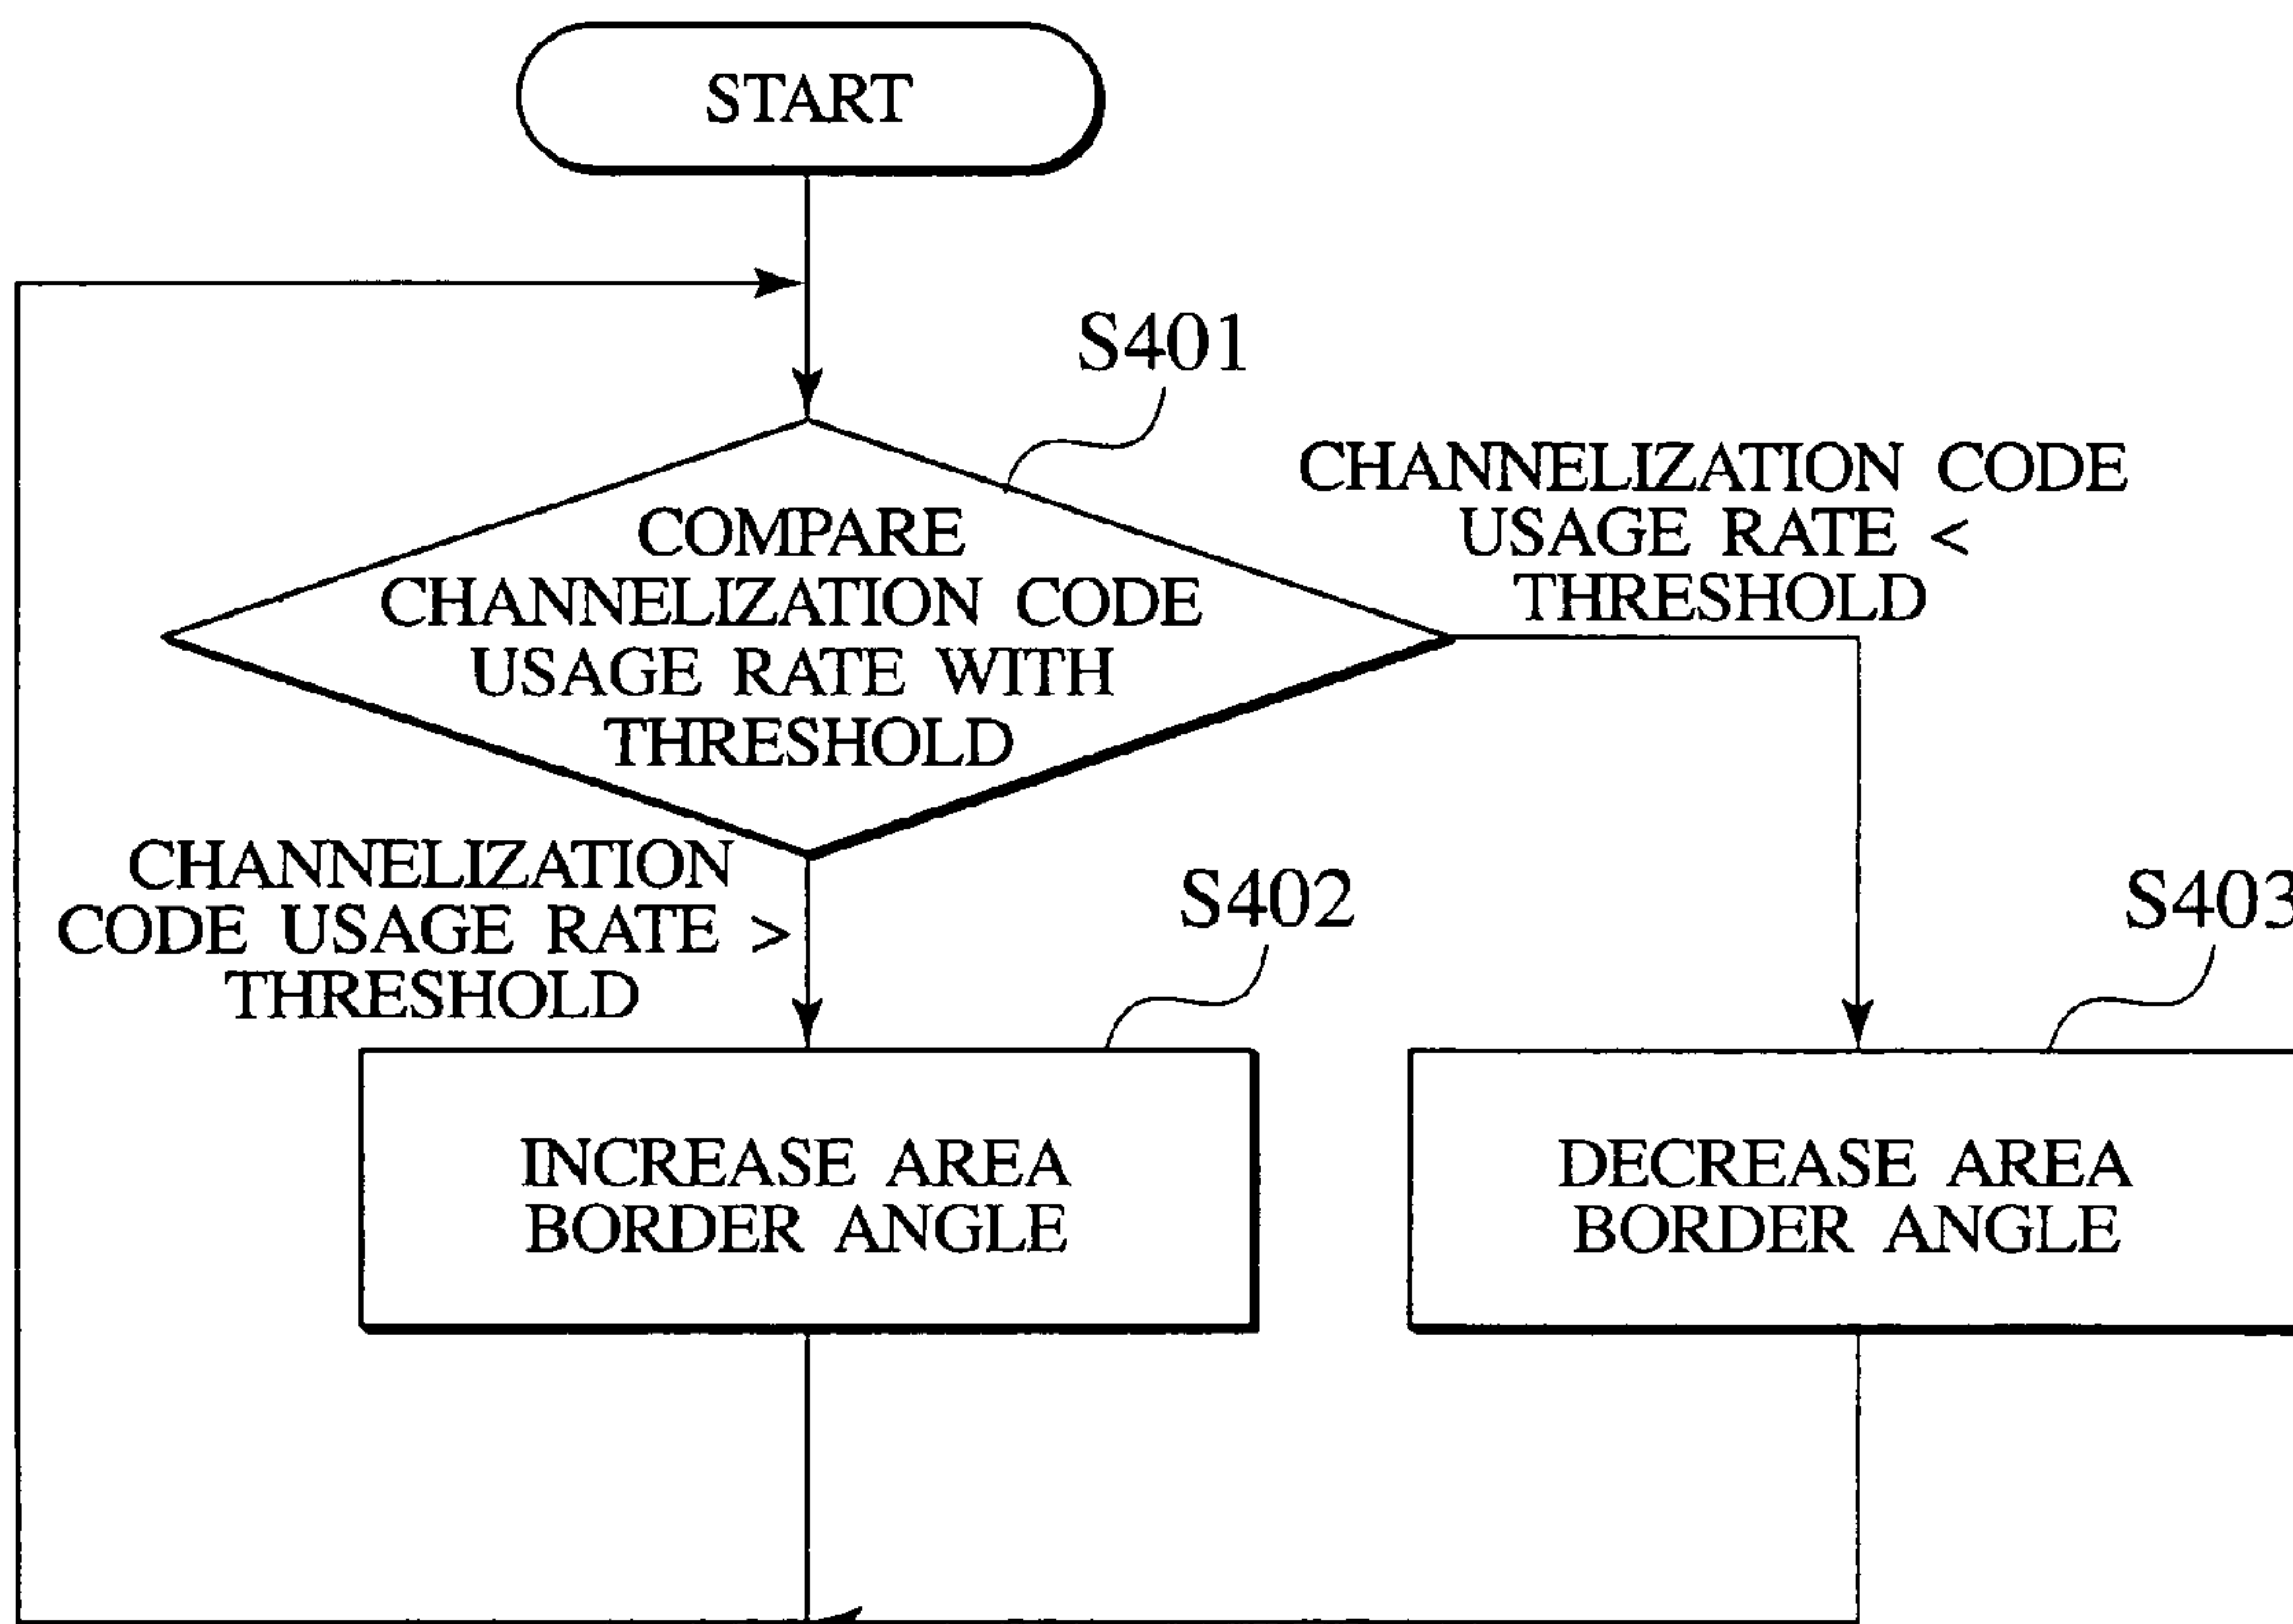 START
S401
COMPARE
CHANNELIZATION CODE
USAGE RATE WITH
THRESHOLD
CHANNELIZATION CODE
USAGE RATE <
THRESHOLD
CHANNELIZATION
CODE USAGE RATE >
THRESHOLD
S402
S403
INCREASE AREA
BORDER ANGLE
DECREASE AREA
BORDER ANGLE